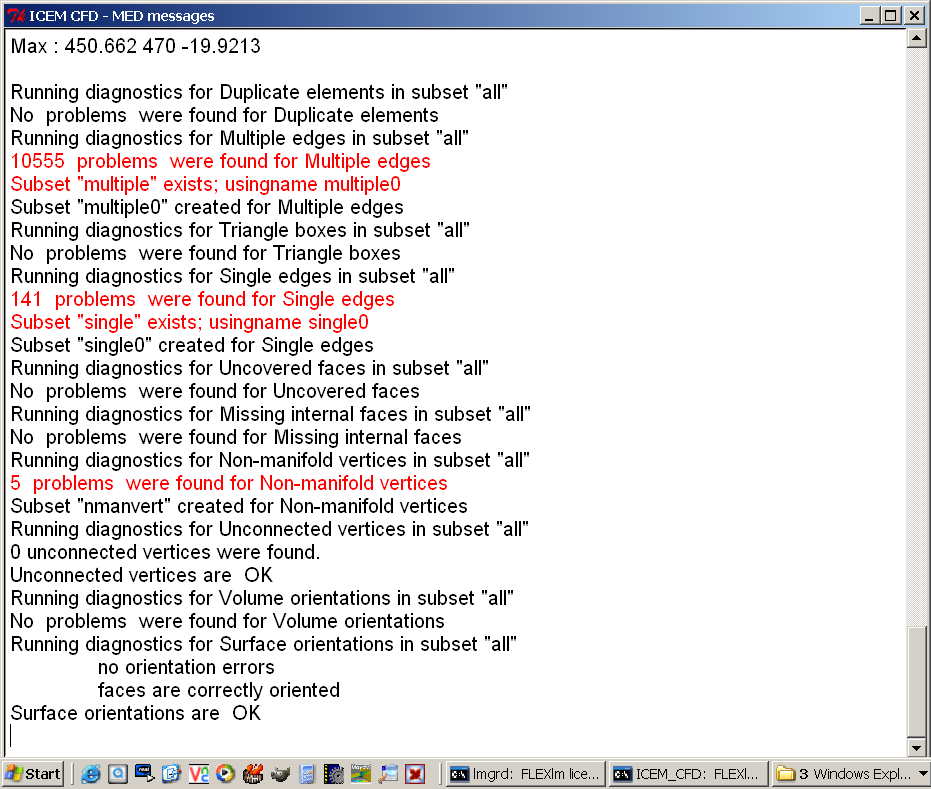 ICEM CFD - MED messages
Max : 450.662 470 -19.9213
Running diagnostics for Duplicate elements in subset "all"
No  problems  were found for Duplicate elements
Running diagnostics for Multiple edges in subset "all"
10555  problems  were found for Multiple edges
Subset "multiple" exists; usingname multiple0
Subset "multiple0" created for Multiple edges
Running diagnostics for Triangle boxes in subset "all"
No  problems  were found for Triangle boxes
Running diagnostics for Single edges in subset "all"
141  problems  were found for Single edges
Subset "single" exists; usingname single0
Subset "single0" created for Single edges
Running diagnostics for Uncovered faces in subset "all"
No  problems  were found for Uncovered faces
Running diagnostics for Missing internal faces in subset "all"
No  problems  were found for Missing internal faces
Running diagnostics for Non-manifold vertices in subset "all"
5  problems  were found for Non-manifold vertices
Subset "nmanvert" created for Non-manifold vertices
Running diagnostics for Unconnected vertices in subset "all"
0 unconnected vertices were found.
Unconnected vertices are  OK
Running diagnostics for Volume orientations in subset "all"
No  problems  were found for Volume orientations
Running diagnostics for Surface orientations in subset "all"
no orientation errors
faces are correctly oriented
Surface orientations are  OK
Start lmgrd: FLEXlm lice... ICEM_CFD: FLEXl... 3 Windows Expl...